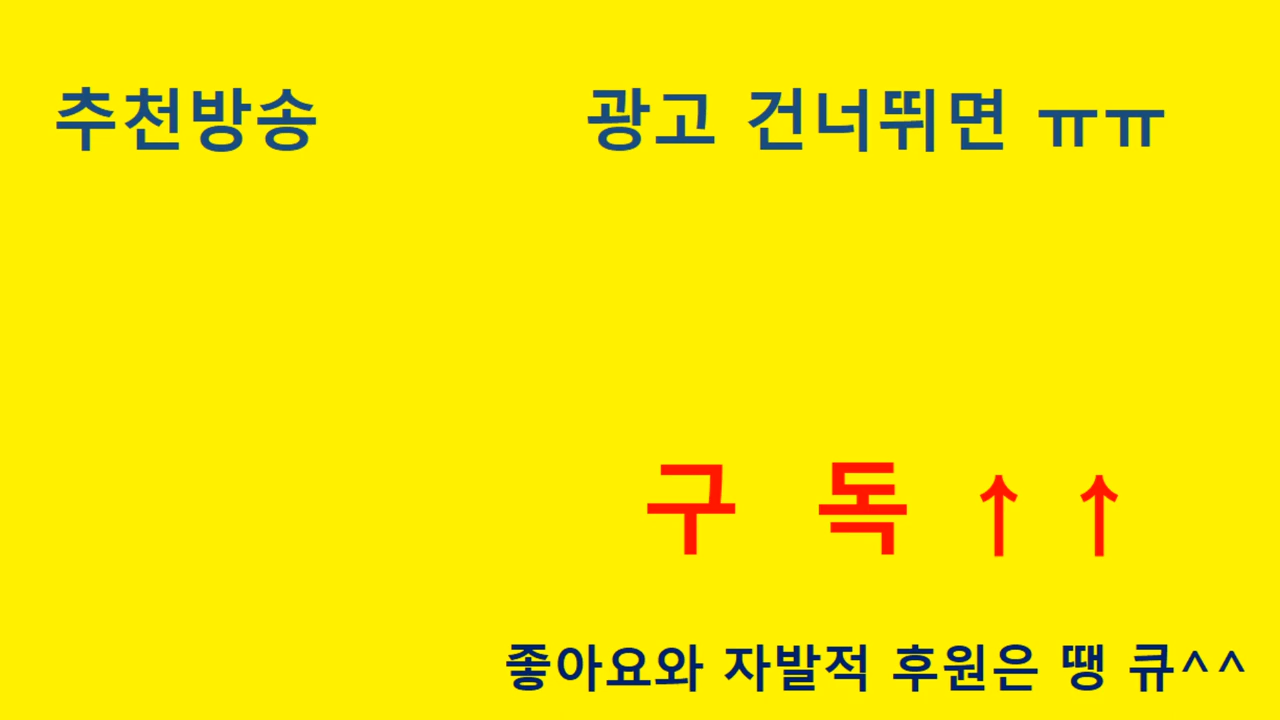 추천방송
광고 건너뛰면 ㅠㅠ
구 독 ↑ ↑
좋아요와 자발적 후원은 땡 큐^^